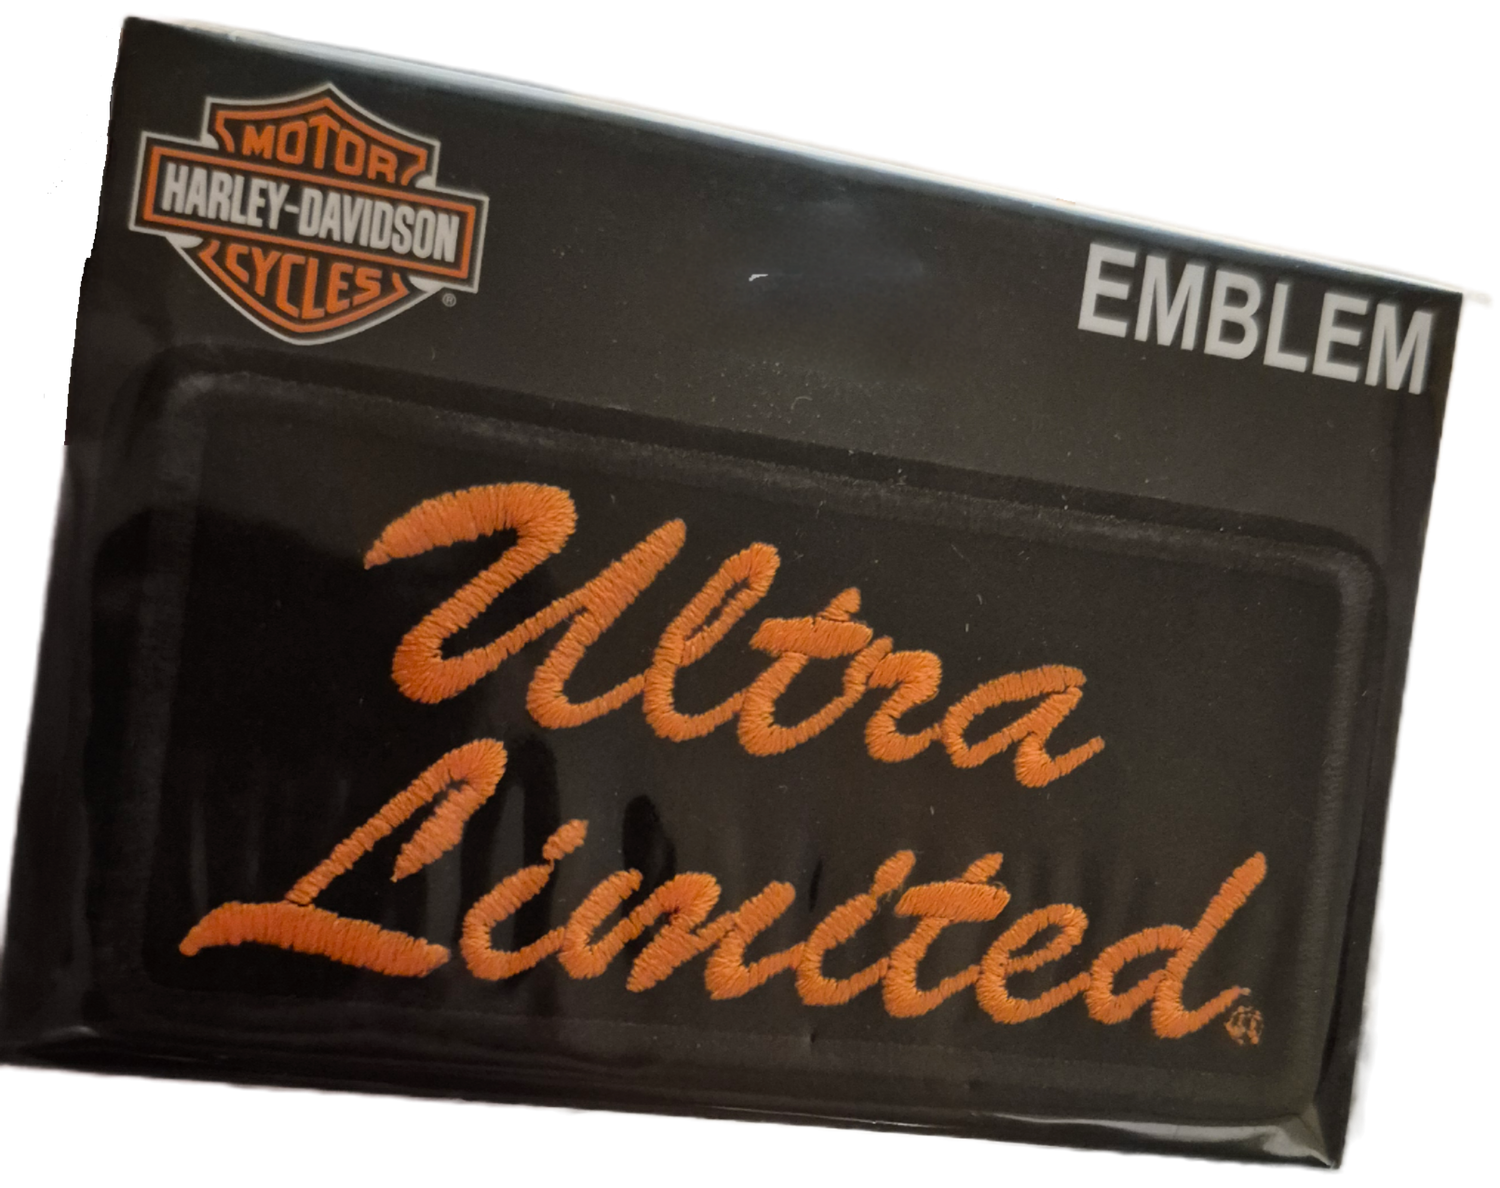 MOTOR
HARLEY-DAVIDSON
CYCLES
®
EMBLEM
Ultra
Limited®